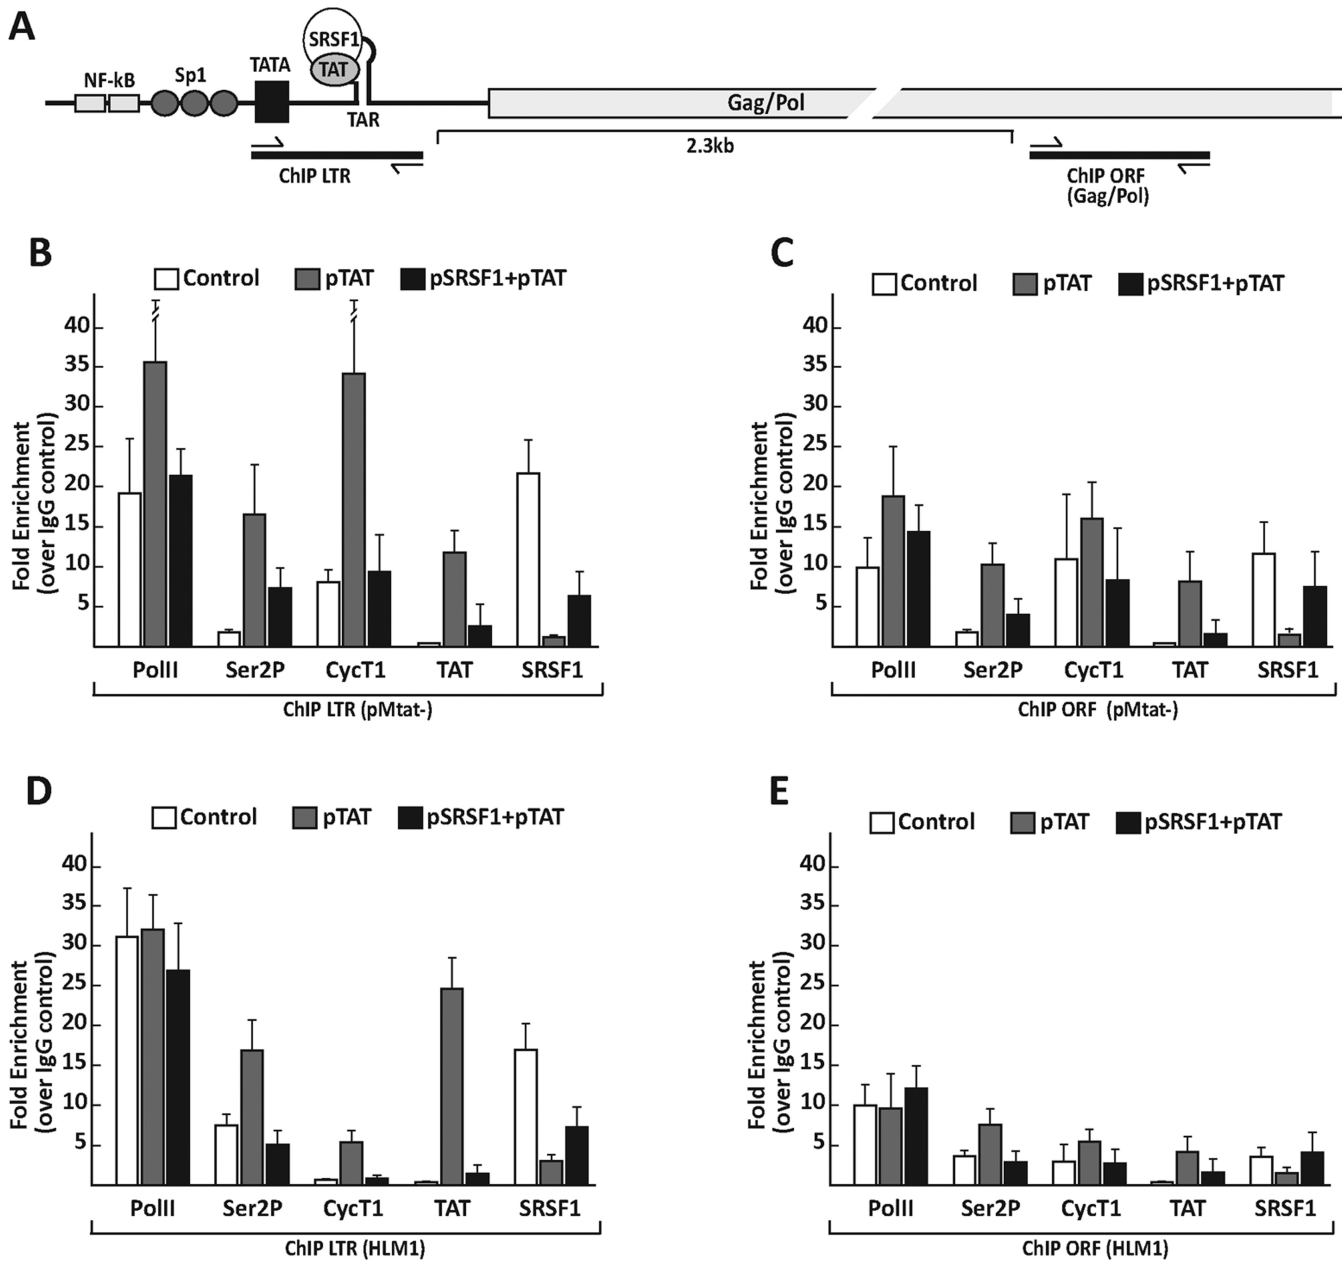 A
SRSF1
TAT
NF-kB
Sp1
TATA
TAR
Gag/Pol
2.3kb
ChIP LTR
ChIP ORF
(Gag/Pol)
B
Control
pTAT
pSRSF1+pTAT
Fold Enrichment
(over IgG control)
40
35
30
25
20
15
10
5
PolII
Ser2P
CycT1
TAT
SRSF1
ChIP LTR (pMtat-)
C
Control
pTAT
pSRSF1+pTAT
Fold Enrichment
(over IgG control)
40
35
30
25
20
15
10
5
PolII
Ser2P
CycT1
TAT
SRSF1
ChIP ORF (pMtat-)
D
Control
pTAT
pSRSF1+pTAT
Fold Enrichment
(over IgG control)
40
35
30
25
20
15
10
5
PolII
Ser2P
CycT1
TAT
SRSF1
ChIP LTR (HLM1)
E
Control
pTAT
pSRSF1+pTAT
Fold Enrichment
(over IgG control)
40
35
30
25
20
15
10
5
PolII
Ser2P
CycT1
TAT
SRSF1
ChIP ORF (HLM1)